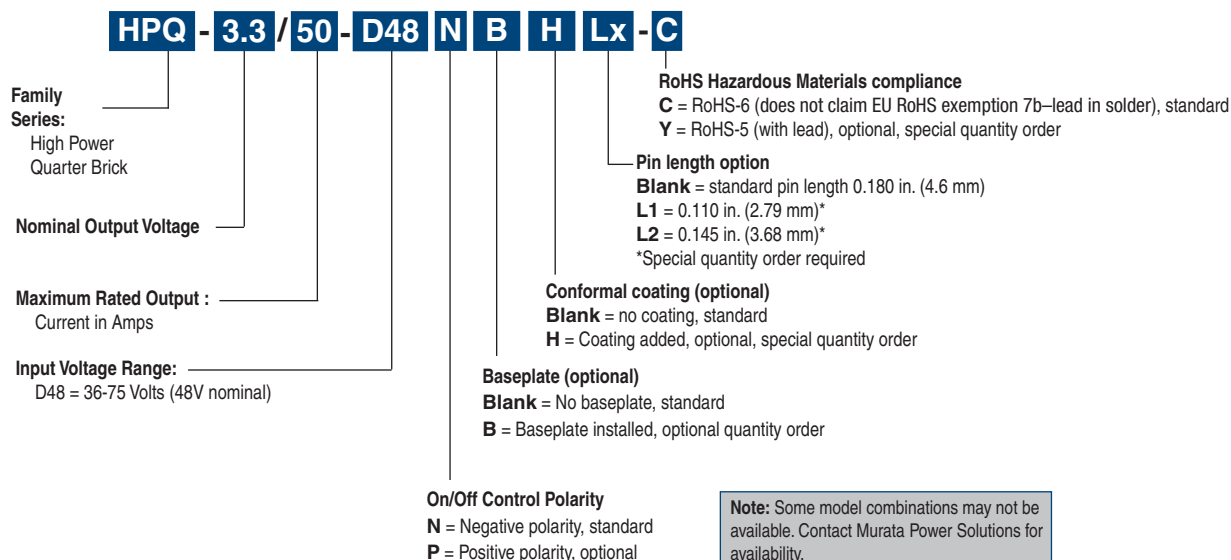 HPQ - 3.3 / 50 - D48 N B H Lx - C
RoHS Hazardous Materials compliance
C = RoHS-6 (does not claim EU RoHS exemption 7b–lead in solder), standard
Y = RoHS-5 (with lead), optional, special quantity order
Pin length option
Blank = standard pin length 0.180 in. (4.6 mm)
L1 = 0.110 in. (2.79 mm)*
L2 = 0.145 in. (3.68 mm)*
*Special quantity order required
Conformal coating (optional)
Blank = no coating, standard
H = Coating added, optional, special quantity order
Baseplate (optional)
Blank = No baseplate, standard
B = Baseplate installed, optional quantity order
On/Off Control Polarity
N = Negative polarity, standard
P = Positive polarity, optional
Family
Series:
High Power
Quarter Brick
Nominal Output Voltage
Maximum Rated Output :
Current in Amps
Input Voltage Range:
D48 = 36-75 Volts (48V nominal)
Note: Some model combinations may not be
available. Contact Murata Power Solutions for
availability.